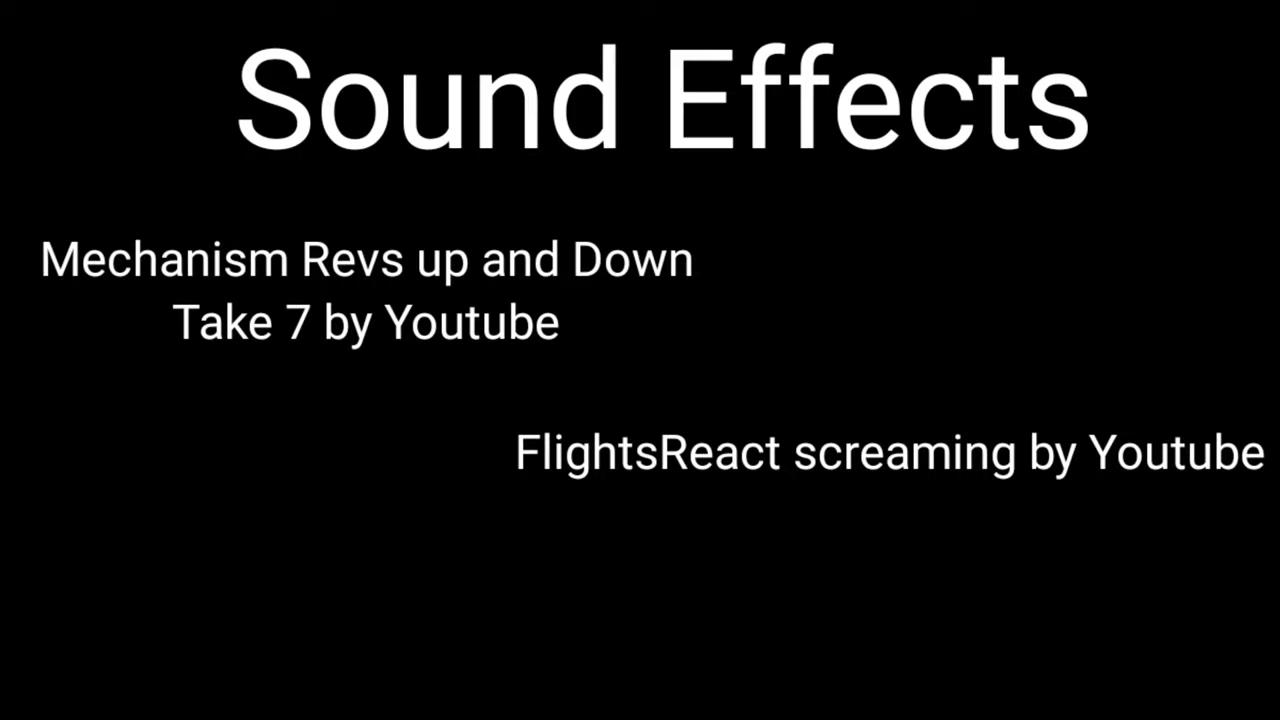 Sound Effects
Mechanism Revs up and Down
Take 7 by Youtube
FlightsReact screaming by Youtube